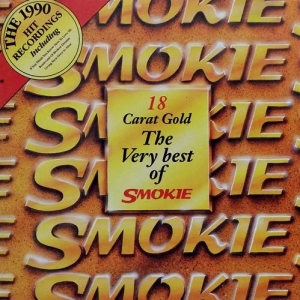 THE 1990
HIT
RECORDINGS
Including
SMOKIE
SMOKIE
SMOKIE
18
Carat Gold
The
Very best
of
SMOKIE
SMOKIE
SMOKIE
SMOKIE